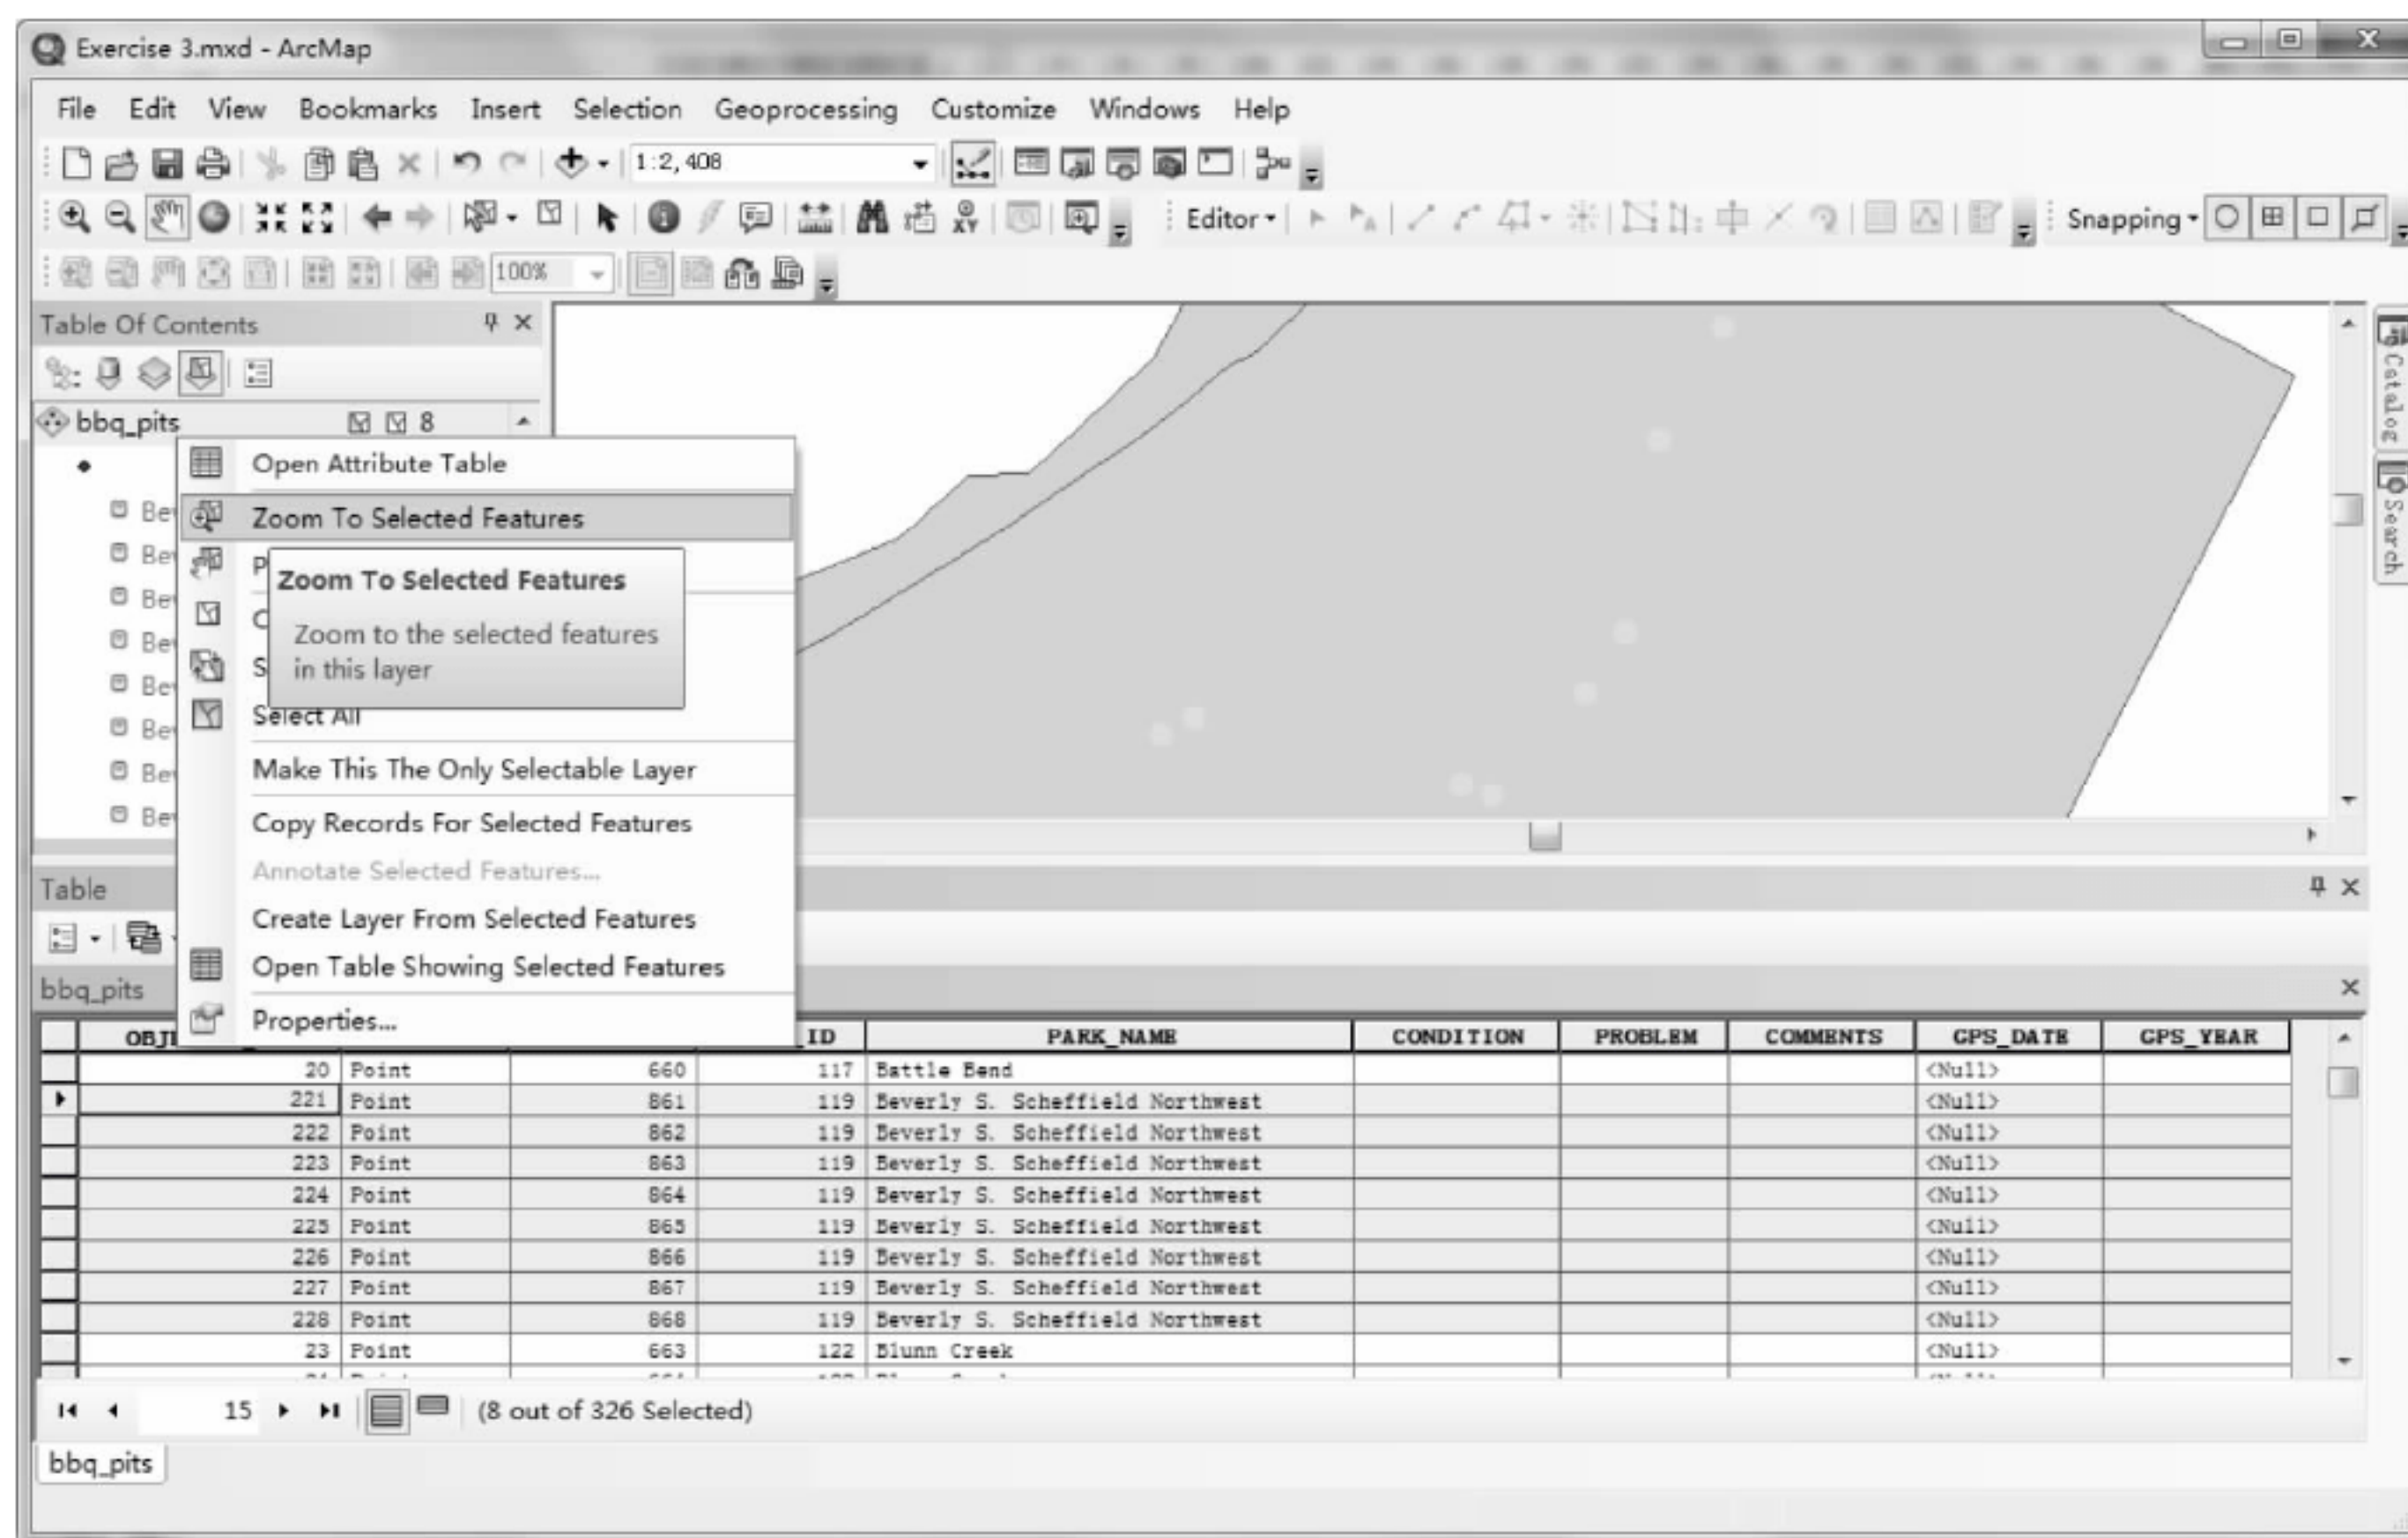 Exercise 3.mxd - ArcMap
File Edit View Bookmarks Insert Selection Geoprocessing Customize Windows Help
1:2,408
Editor Snapping
100%
Table Of Contents
Catalog
Search
bbq_pits 8
Open Attribute Table
Zoom To Selected Features
Zoom To Selected Features
Zoom to the selected features
in this layer
Select All
Make This The Only Selectable Layer
Copy Records For Selected Features
Annotate Selected Features...
Create Layer From Selected Features
Open Table Showing Selected Features
Properties...
Table
bbq_pits
OBJ _ID PARK_NAME CONDITION PROBLEM COMMENTS GPS_DATE GPS_YEAR
20 Point 660 117 Battle Bend <Null>
221 Point 861 119 Beverly S. Scheffield Northwest <Null>
222 Point 862 119 Beverly S. Scheffield Northwest <Null>
223 Point 863 119 Beverly S. Scheffield Northwest <Null>
224 Point 864 119 Beverly S. Scheffield Northwest <Null>
225 Point 865 119 Beverly S. Scheffield Northwest <Null>
226 Point 866 119 Beverly S. Scheffield Northwest <Null>
227 Point 867 119 Beverly S. Scheffield Northwest <Null>
228 Point 868 119 Beverly S. Scheffield Northwest <Null>
23 Point 663 122 Blunn Creek <Null>
15 (8 out of 326 Selected)
bbq_pits